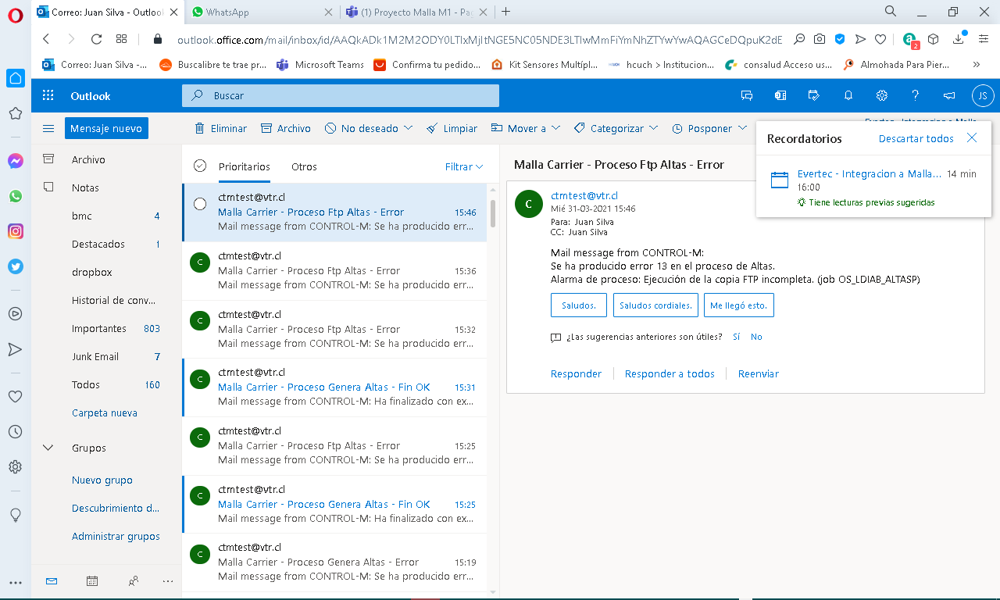 Correo: Juan Silva - Outlook
WhatsApp
(1) Proyecto Malla M1 - Pa
outlook.office.com/mail/inbox/id/
Correo: Juan Silva -...
Buscalibre te trae pr...
Microsoft Teams
Confirma tu pedido...
Kit Sensores Multipl...
hcuch > Institucion...
consalud Acceso us...
Almohada Para Pier...
2
Outlook
Buscar
JS
Mensaje nuevo
Eliminar
Archivo
No deseado
Limpiar
Mover a
Categorizar
Posponer
Archivo
Notas
bmc 4
Destacados 1
dropbox
Historial de conv...
Importantes 803
Junk Email 7
Todos 160
Carpeta nueva
Grupos
Nuevo grupo
Descubrimiento d...
Administrar grupos
Prioritarios
Otros
Filtrar
ctmtest@vtr.cl
Malla Carrier - Proceso Ftp Altas - Error 15:46
Mail message from CONTROL-M: Se ha producido err...
C
ctmtest@vtr.cl
Malla Carrier - Proceso Ftp Altas - Error 15:36
Mail message from CONTROL-M: Se ha producido err...
C
ctmtest@vtr.cl
Malla Carrier - Proceso Ftp Altas - Error 15:32
Mail message from CONTROL-M: Se ha producido err...
C
ctmtest@vtr.cl
Malla Carrier - Proceso Genera Altas - Fin OK 15:31
Mail message from CONTROL-M: Ha finalizado con ex...
C
ctmtest@vtr.cl
Malla Carrier - Proceso Ftp Altas - Error 15:25
Mail message from CONTROL-M: Se ha producido err...
C
ctmtest@vtr.cl
Malla Carrier - Proceso Genera Altas - Fin OK 15:25
Mail message from CONTROL-M: Ha finalizado con ex...
C
ctmtest@vtr.cl
Malla Carrier - Proceso Genera Altas - Error 15:19
Mail message from CONTROL-M: Se ha producido err...
Malla Carrier - Proceso Ftp Altas - Error
C
ctmtest@vtr.cl
Mié 31-03-2021 15:46
Para: Juan Silva
CC: Juan Silva
Mail message from CONTROL-M:
Se ha producido error 13 en el proceso de Altas.
Alarma de proceso: Ejecución de la copia FTP incompleta. (job OS_LDIAB_ALTASP)
Saludos.
Saludos cordiales.
Me llegó esto.
¿Las sugerencias anteriores son útiles? Sí No
Responder
Responder a todos
Reenviar
Recordatorios
Descartar todos
Evertec - Integracion a Malla... 14 min
16:00
Tiene lecturas previas sugeridas